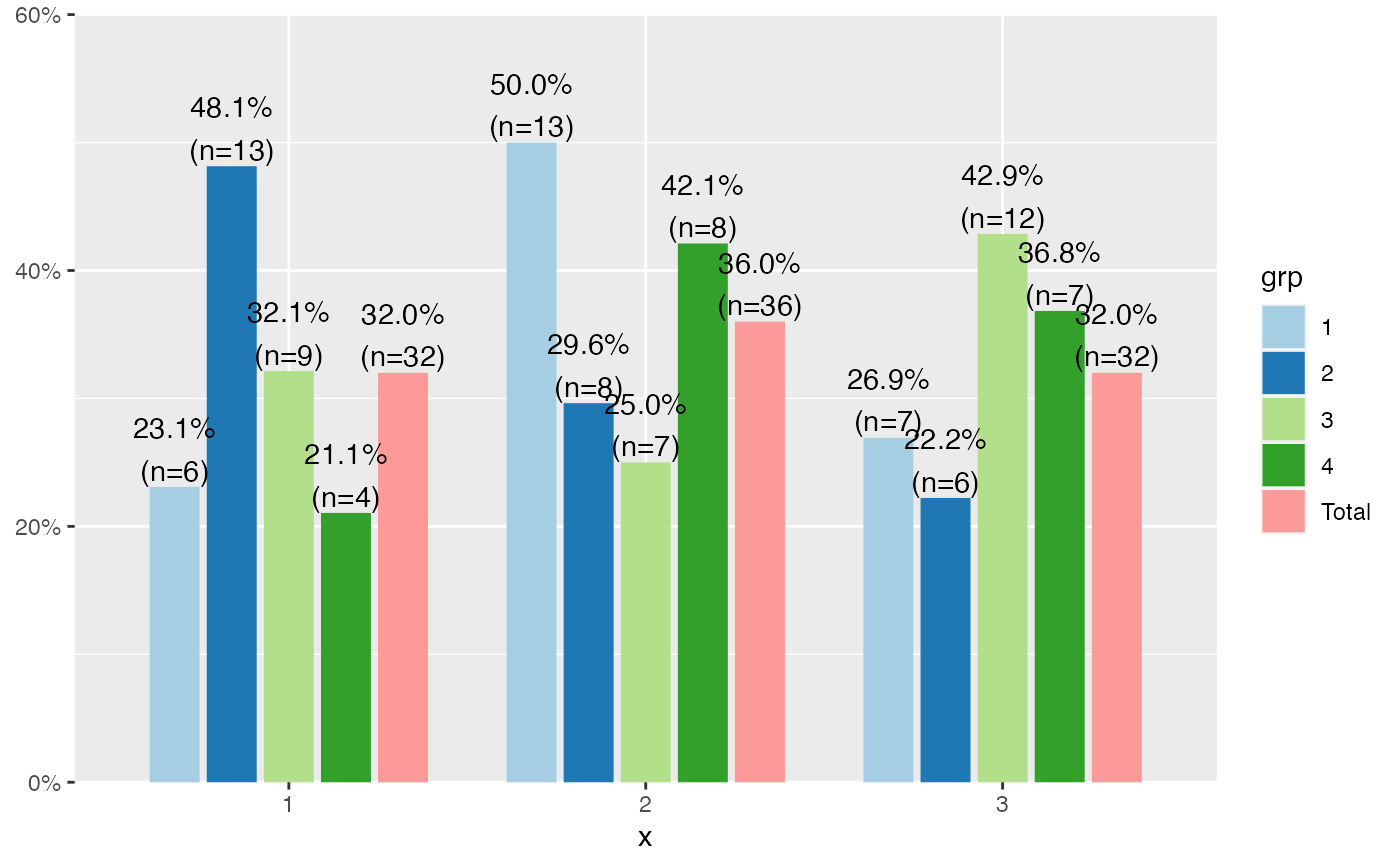 60%
40%
20%
0%
23.1%
(n=6)
48.1%
(n=13)
32.1%
(n=9)
21.1%
(n=4)
32.0%
(n=32)
50.0%
(n=13)
29.6%
(n=8)
25.0%
(n=7)
42.1%
(n=8)
36.0%
(n=36)
26.9%
(n=7)
22.2%
(n=6)
42.9%
(n=12)
36.8%
(n=7)
32.0%
(n=32)
1
2
3
x
grp
1
2
3
4
Total